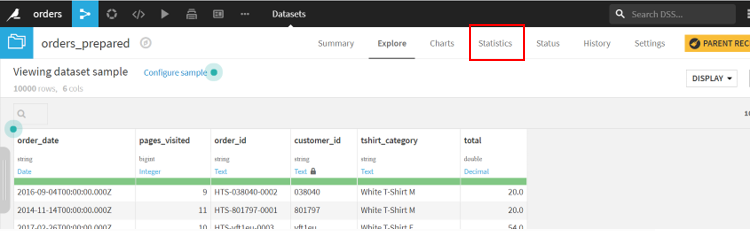 orders Datasets Search DSS...
orders_prepared Summary Explore Charts Statistics Status History Settings PARENT REC
Viewing dataset sample Configure sample DISPLAY
10000 rows, 6 cols
10
order_date pages_visited order_id customer_id tshirt_category total
string bigint string string string double
Date Integer Text Text Text Decimal
2016-09-04T00:00:00.000Z 9 HTS-038040-0002 038040 White T-Shirt M 20.0
2014-11-14T00:00:00.000Z 11 HTS-801797-0001 801797 White T-Shirt M 20.0
2017-02-26T00:00:00.000Z 10 HTS-yft1eu-0003 yft1eu White T-Shirt F 54.0